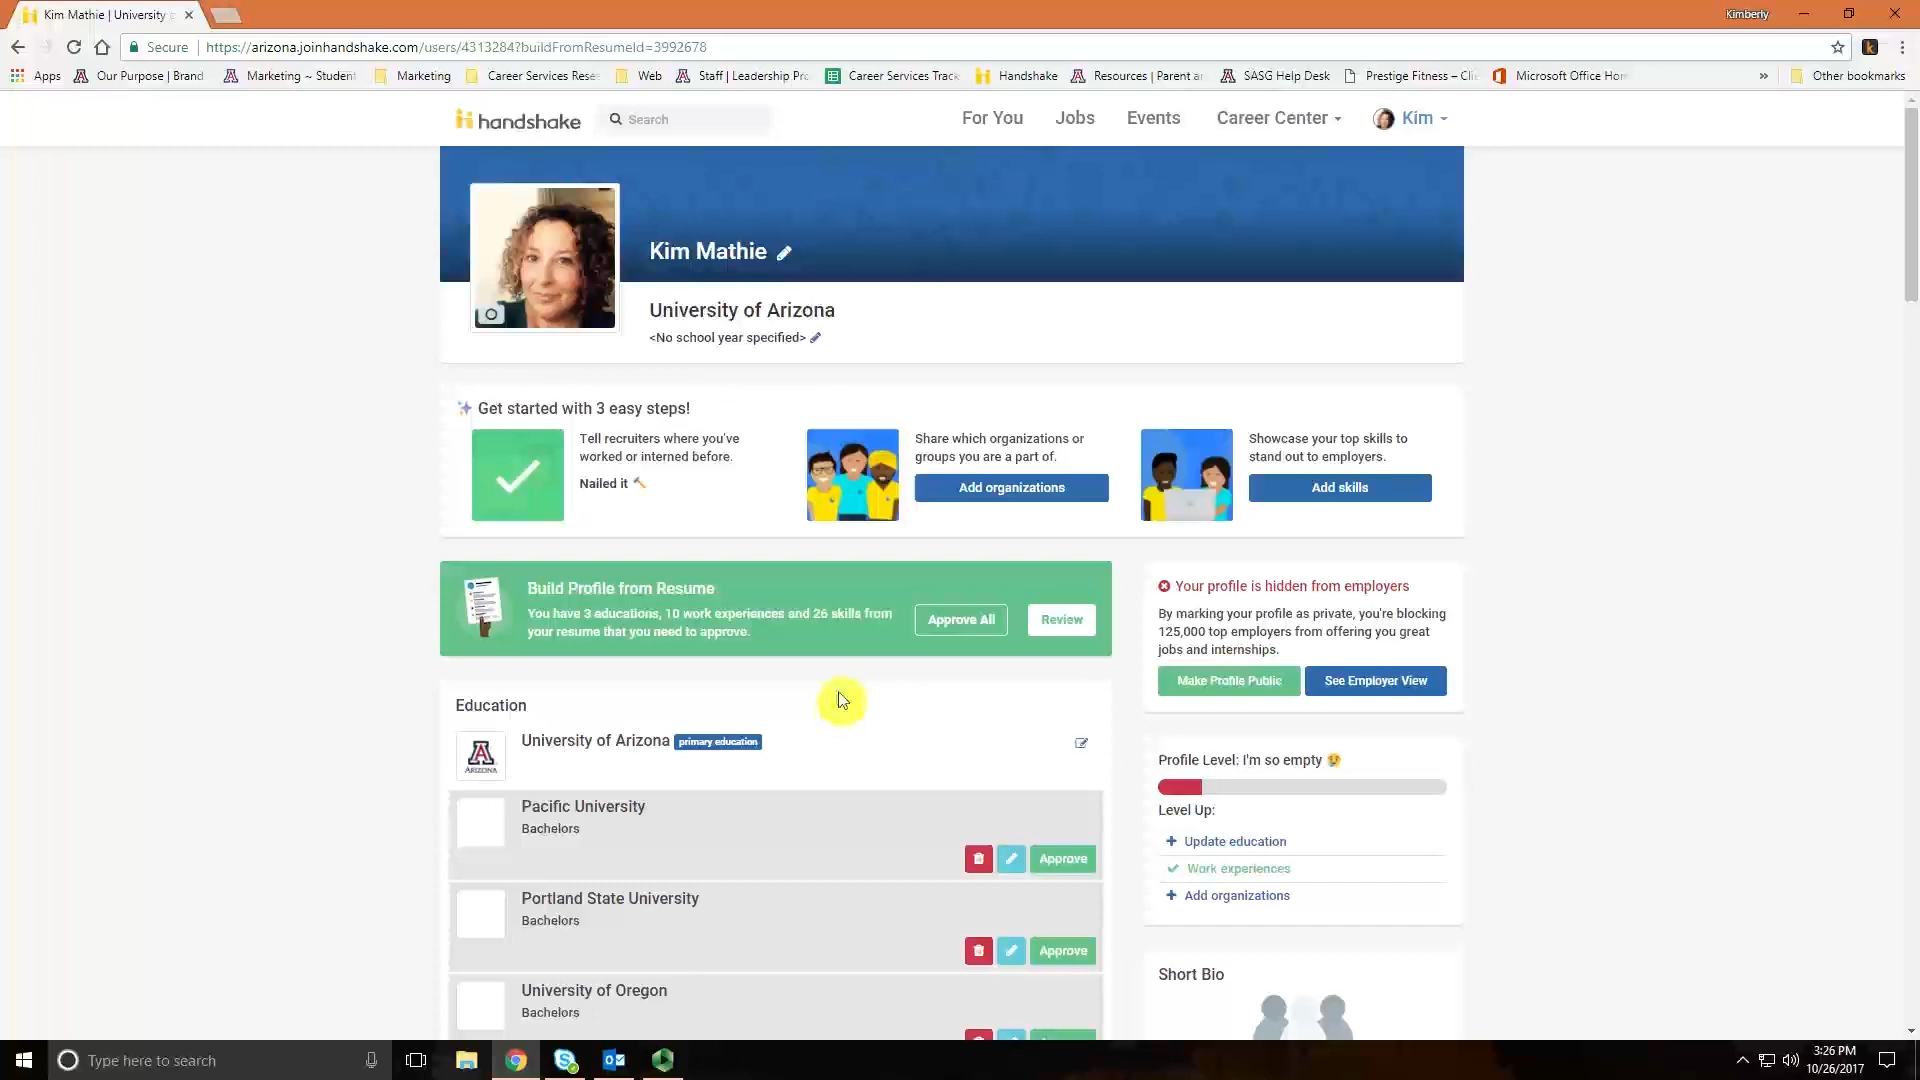 Kim Mathie | University
Kimberly
Secure
https://arizona.joinhandshake.com/users/4313284?buildFromResumeId=3992678
Apps
Our Purpose | Brand
Marketing ~ Student
Marketing
Career Services Rese
Web
Staff | Leadership Pro
Career Services Track
Handshake
Resources | Parent a
SASG Help Desk
Prestige Fitness – Cli
Microsoft Office Hom
»
Other bookmarks
handshake
Search
For You
Jobs
Events
Career Center
Kim
Kim Mathie
University of Arizona
<No school year specified>
Get started with 3 easy steps!
Tell recruiters where you've
worked or interned before.
Nailed it
Share which organizations or
groups you are a part of.
Add organizations
Showcase your top skills to
stand out to employers.
Add skills
Build Profile from Resume
You have 3 educations, 10 work experiences and 26 skills from
your resume that you need to approve.
Approve All
Review
Your profile is hidden from employers
By marking your profile as private, you're blocking
125,000 top employers from offering you great
jobs and internships.
Make Profile Public
See Employer View
Education
University of Arizona primary education
A
ARIZONA
Pacific University
Bachelors
Approve
Portland State University
Bachelors
Approve
University of Oregon
Bachelors
Profile Level: I'm so empty
Level Up:
Update education
Work experiences
Add organizations
Short Bio
Type here to search
3:26 PM
10/26/2017